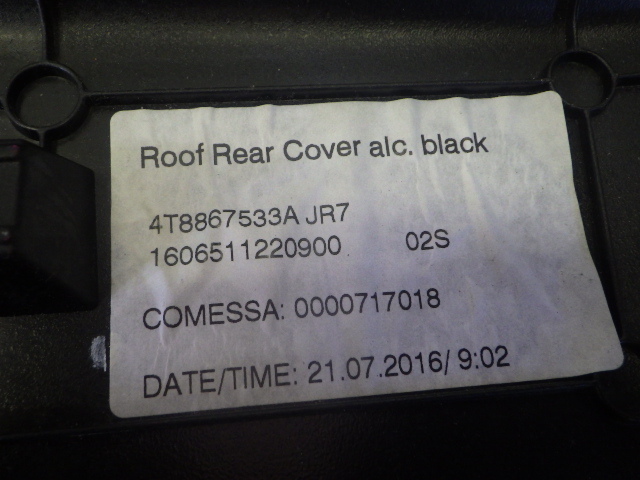 Roof Rear Cover alc. black
4T8867533A JR7
1606511220900 02S
COMESSA: 0000717018
DATE/TIME: 21.07.2016/ 9:02